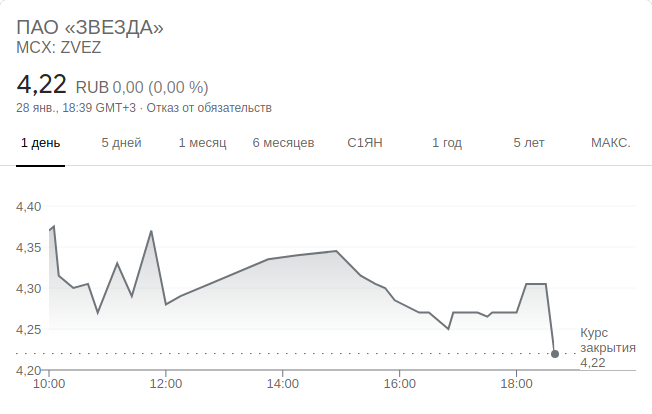 ПАО «ЗВЕЗДА»
MCX: ZVEZ
4,22 RUB 0,00 (0,00 %)
28 янв., 18:39 GMT+3 · Отказ от обязательств
1 день 5 дней 1 месяц 6 месяцев С1ЯН 1 год 5 лет МАКС.
4,40
4,35
4,30
4,25
Курс
закрытия
4,22
4,20
10:00 12:00 14:00 16:00 18:00